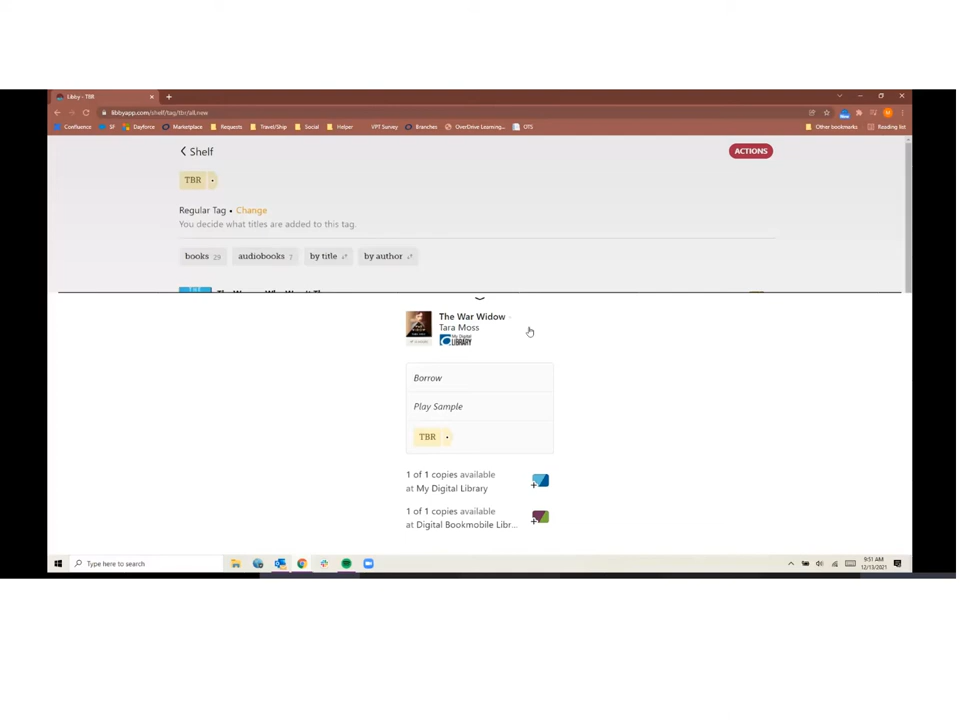 Libby - TBR
libbyapp.com/shelf/tag/tbr/all.new
Confluence SF Dayforce Marketplace Requests Travel/Ship Social Helper VPT Survey Branches OverDrive Learning... OTS Other bookmarks Reading list
Shelf
ACTIONS
TBR
Regular Tag • Change
You decide what titles are added to this tag.
books 29 audiobooks 7 by title by author
The War Widow
Tara Moss
My Digital
LIBRARY
Borrow
Play Sample
TBR
1 of 1 copies available
at My Digital Library
1 of 1 copies available
at Digital Bookmobile Libr...
Type here to search
9:51 AM
12/13/2021